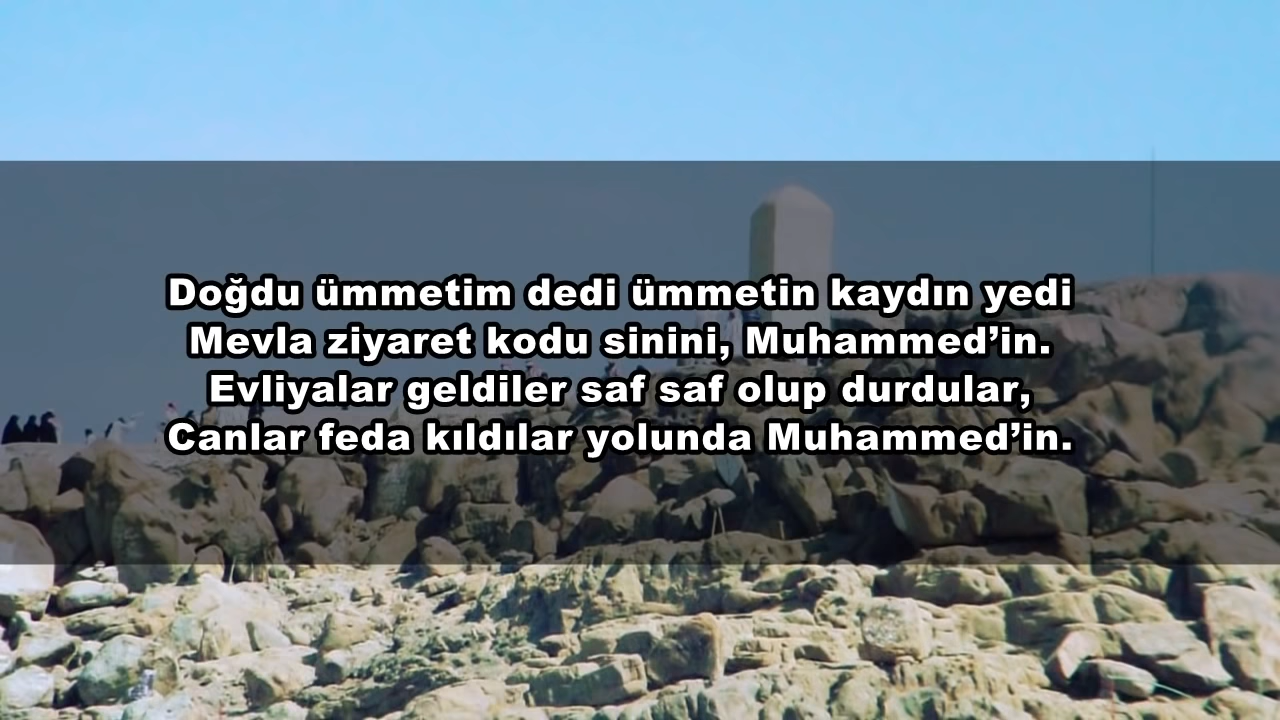 Doğdu ümmetim dedi ümmetin kaydın yedi
Mevla ziyaret kodu sinini, Muhammed’in.
Evliyalar geldiler saf saf olup durdular,
Canlar feda kıldılar yolunda Muhammed’in.